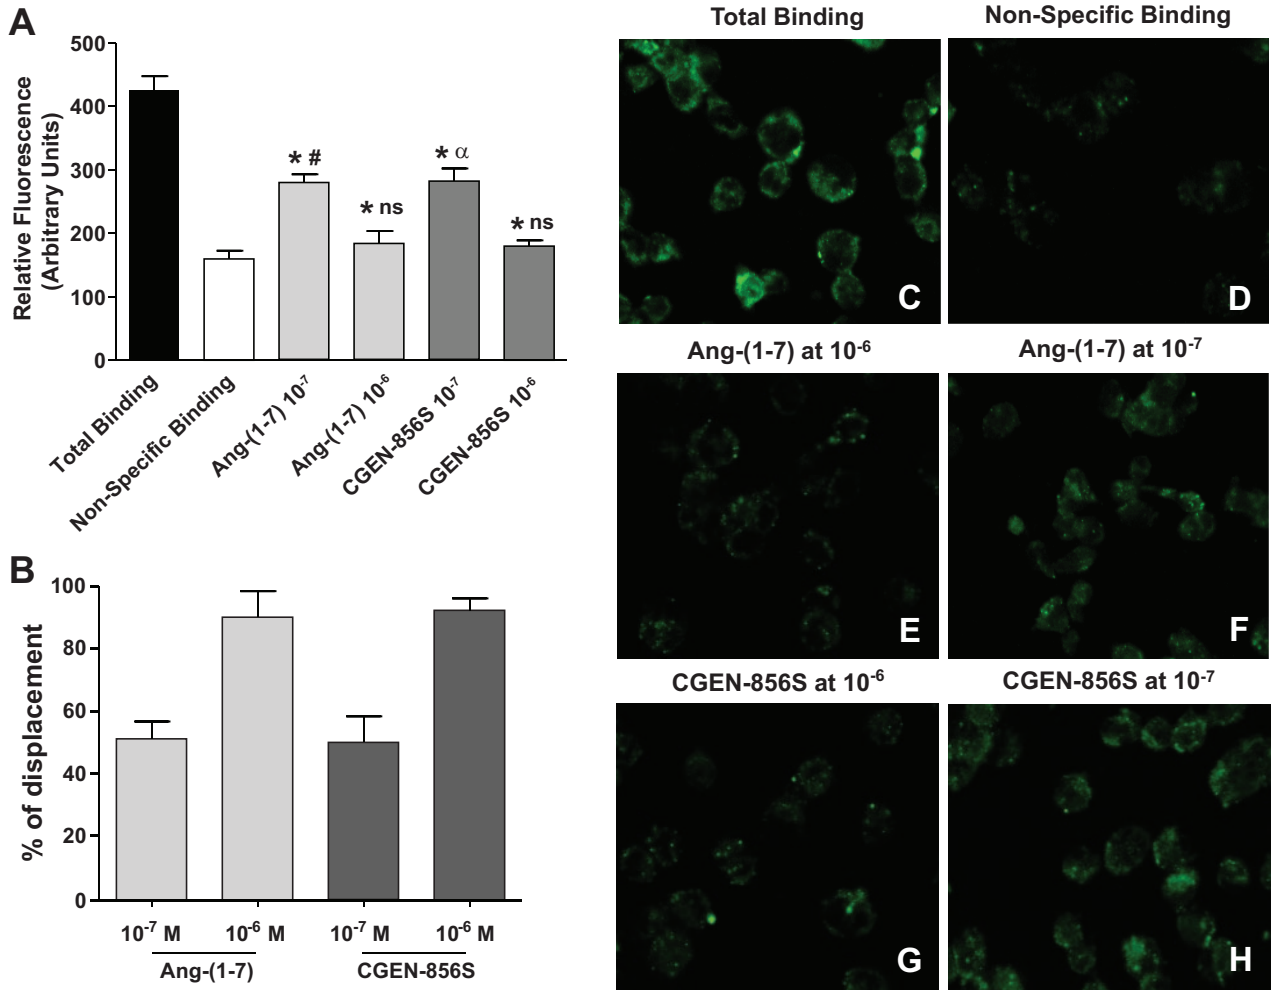 A
500
400
300
200
100
0
Relative Fluorescence
(Arbitrary Units)
* #
* ns
* α
* ns
Total Binding
Non-Specific Binding
Ang-(1-7) 10⁻⁷
Ang-(1-7) 10⁻⁶
CGEN-856S 10⁻⁷
CGEN-856S 10⁻⁶
B
100
80
60
40
20
0
% of displacement
10⁻⁷ M 10⁻⁶ M 10⁻⁷ M 10⁻⁶ M
Ang-(1-7) CGEN-856S
Total Binding Non-Specific Binding
C D
Ang-(1-7) at 10⁻⁶ Ang-(1-7) at 10⁻⁷
E F
CGEN-856S at 10⁻⁶ CGEN-856S at 10⁻⁷
G H